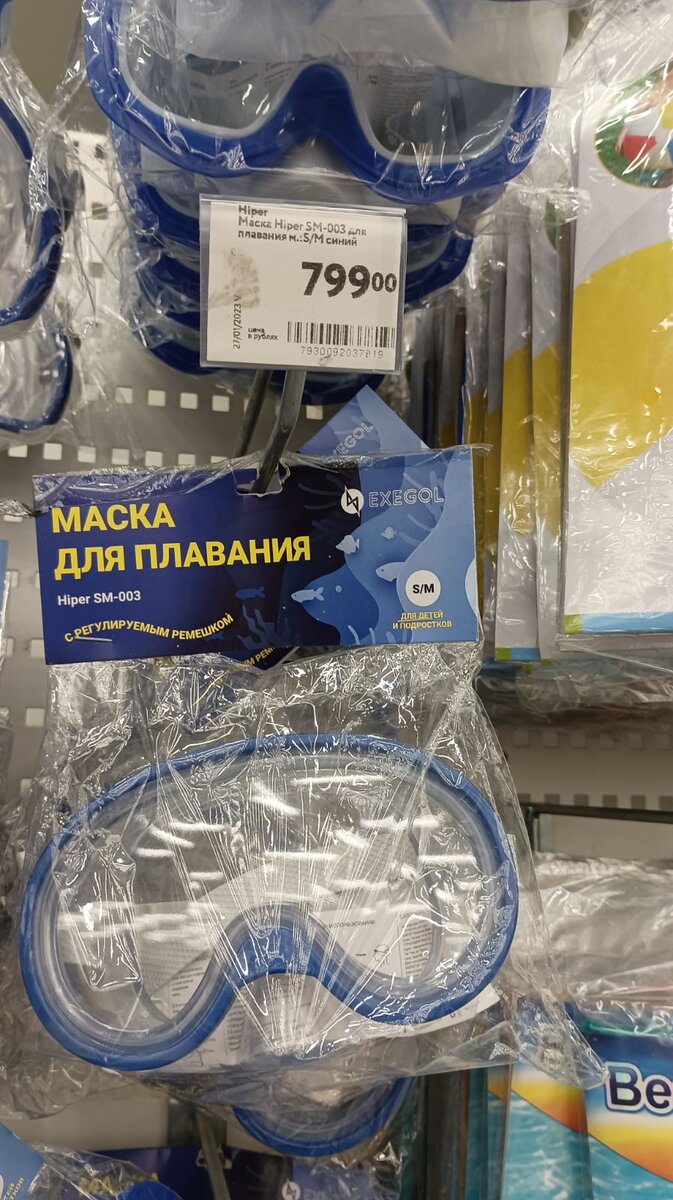 Hiper
Маска Hiper SM-003 для
плавания м.:S/M синий
799 00
27/01/2023 V
цена
в рублях
7930092037819
EXEGOL
EXEGOL
МАСКА
ДЛЯ ПЛАВАНИЯ
Hiper SM-003
S/M
С РЕГУЛИРУЕМЫМ РЕМЕШКОМ
ДЛЯ ДЕТЕЙ
И ПОДРОСТКОВ
Be